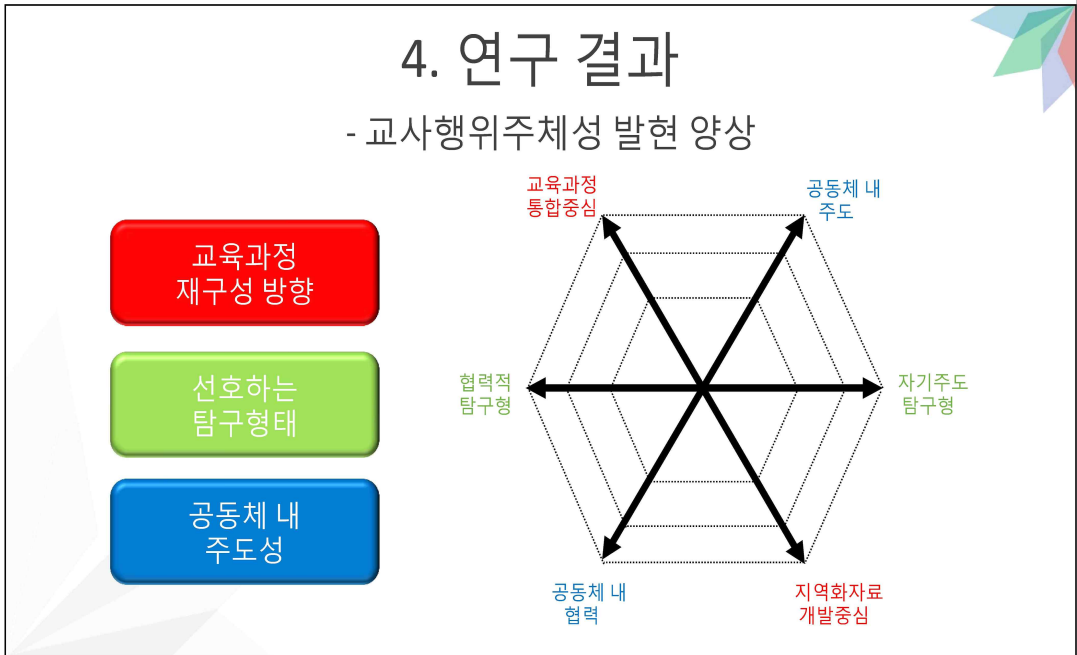 4. 연구 결과
- 교사행위주체성 발현 양상
교육과정
재구성 방향
선호하는
탐구형태
공동체 내
주도성
교육과정
통합중심
공동체 내
주도
협력적
탐구형
자기주도
탐구형
공동체 내
협력
지역화자료
개발중심